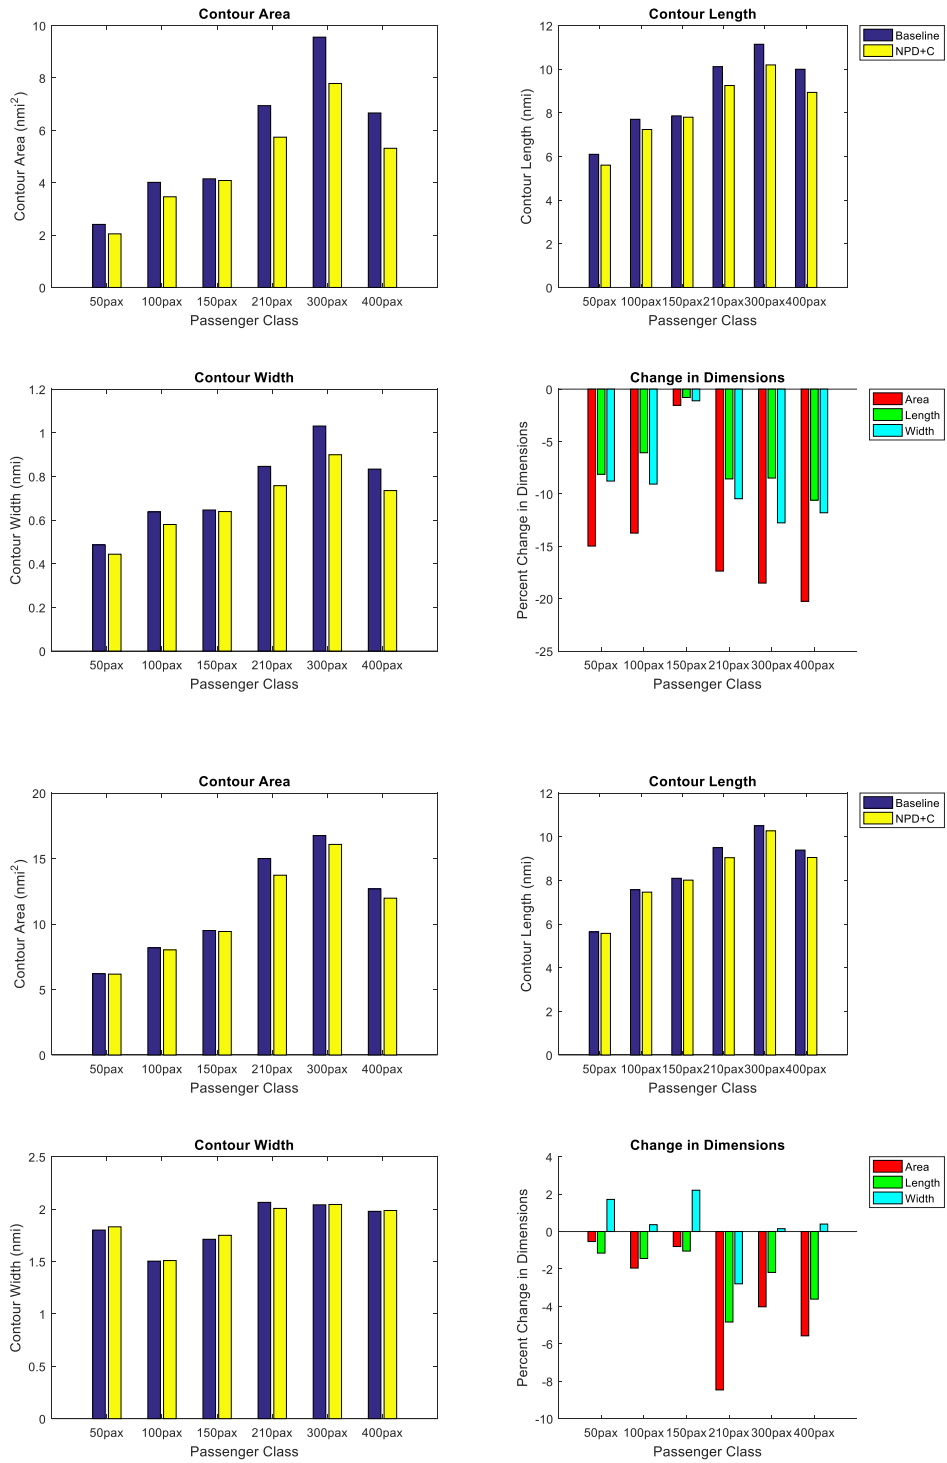 Contour Area
Contour Area (nmi²)
10
8
6
4
2
0
50pax 100pax 150pax 210pax 300pax 400pax
Passenger Class
Contour Length
Contour Length (nmi)
12
10
8
6
4
2
0
50pax 100pax 150pax 210pax 300pax 400pax
Passenger Class
Baseline
NPD+C
Contour Width
Contour Width (nmi)
1.2
1
0.8
0.6
0.4
0.2
0
50pax 100pax 150pax 210pax 300pax 400pax
Passenger Class
Change in Dimensions
Percent Change in Dimensions
0
-5
-10
-15
-20
-25
50pax 100pax 150pax 210pax 300pax 400pax
Passenger Class
Area
Length
Width
Contour Area
Contour Area (nmi²)
20
15
10
5
0
50pax 100pax 150pax 210pax 300pax 400pax
Passenger Class
Contour Length
Contour Length (nmi)
12
10
8
6
4
2
0
50pax 100pax 150pax 210pax 300pax 400pax
Passenger Class
Baseline
NPD+C
Contour Width
Contour Width (nmi)
2.5
2
1.5
1
0.5
0
50pax 100pax 150pax 210pax 300pax 400pax
Passenger Class
Change in Dimensions
Percent Change in Dimensions
4
2
0
-2
-4
-6
-8
-10
50pax 100pax 150pax 210pax 300pax 400pax
Passenger Class
Area
Length
Width